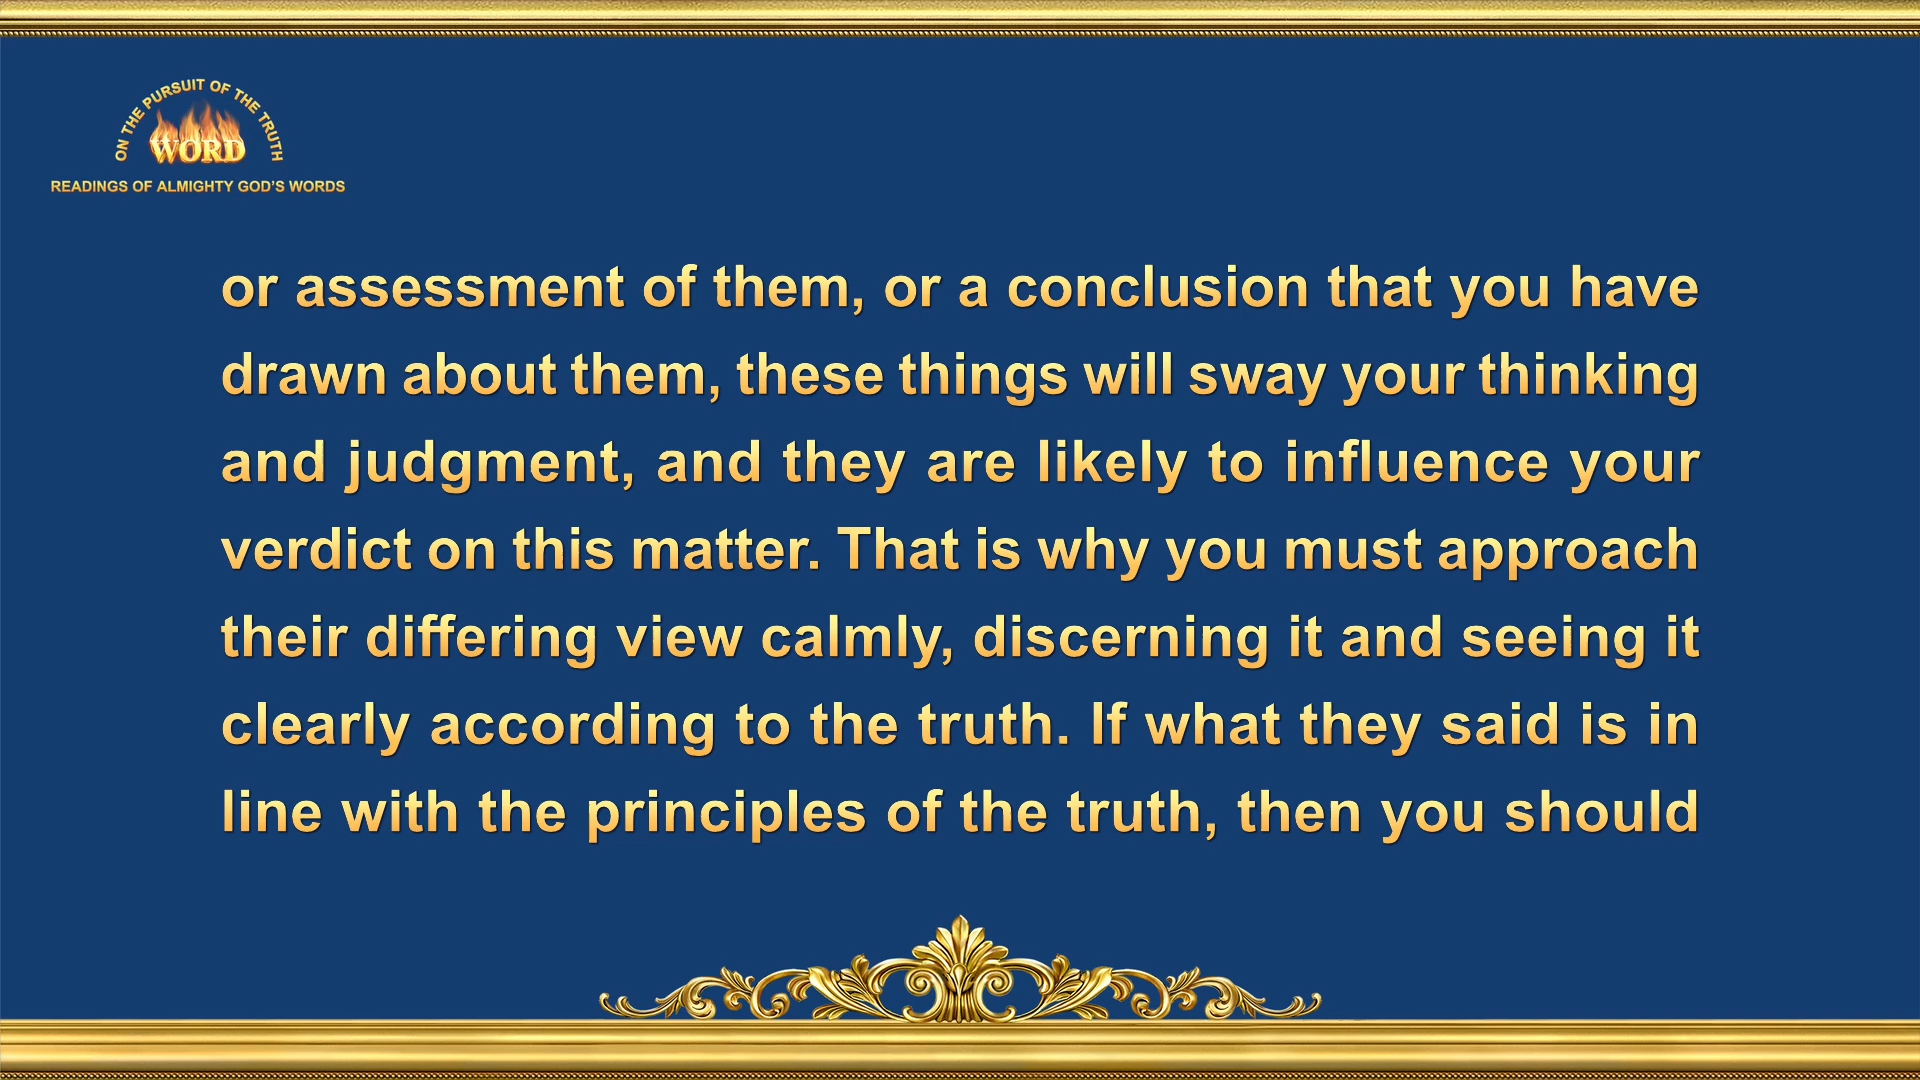 ON THE PURSUIT OF THE TRUTH
WORD
READINGS OF ALMIGHTY GOD'S WORDS
or assessment of them, or a conclusion that you have
drawn about them, these things will sway your thinking
and judgment, and they are likely to influence your
verdict on this matter. That is why you must approach
their differing view calmly, discerning it and seeing it
clearly according to the truth. If what they said is in
line with the principles of the truth, then you should